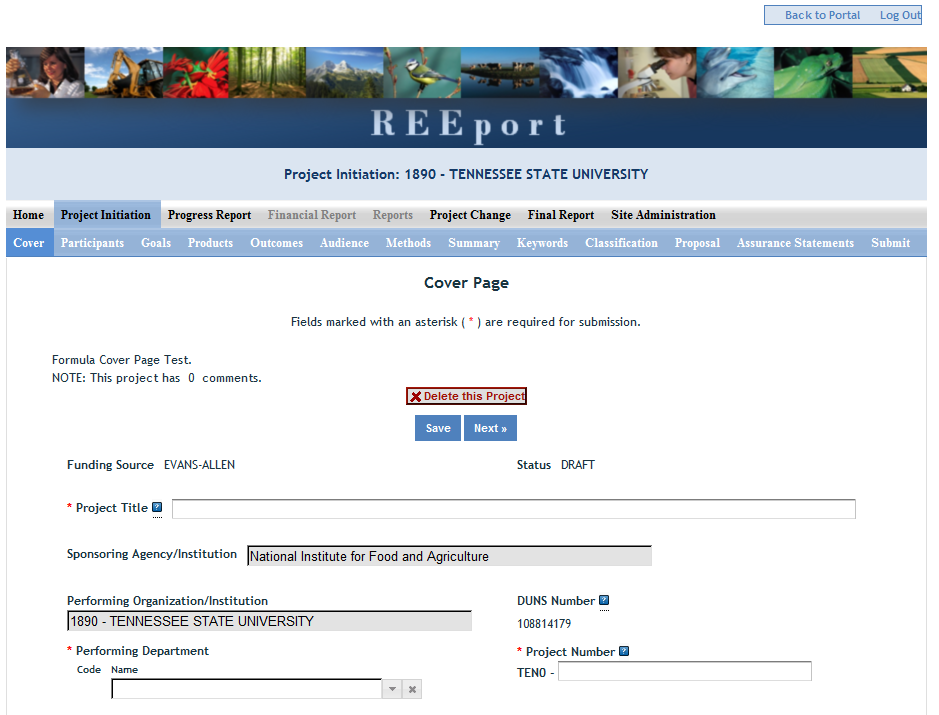 Back to Portal Log Out
REEport
Project Initiation: 1890 - TENNESSEE STATE UNIVERSITY
Home Project Initiation Progress Report Financial Report Reports Project Change Final Report Site Administration
Cover Participants Goals Products Outcomes Audience Methods Summary Keywords Classification Proposal Assurance Statements Submit
Cover Page
Fields marked with an asterisk ( * ) are required for submission.
Formula Cover Page Test.
NOTE: This project has 0 comments.
Delete this Project
Save Next »
Funding Source EVANS-ALLEN Status DRAFT
* Project Title ?
Sponsoring Agency/Institution National Institute for Food and Agriculture
Performing Organization/Institution DUNS Number ?
1890 - TENNESSEE STATE UNIVERSITY 108814179
* Performing Department * Project Number ?
Code Name TEN0 -